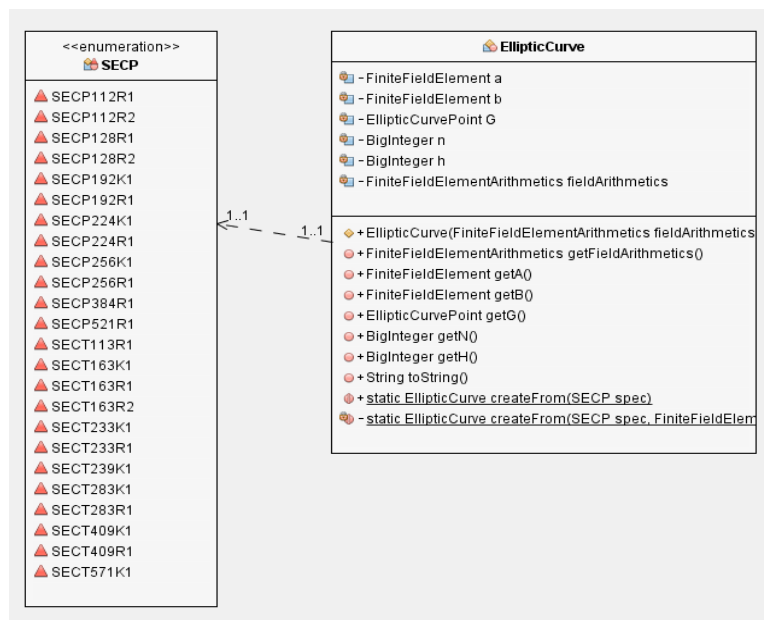 <<enumeration>>
SECP
SECP112R1
SECP112R2
SECP128R1
SECP128R2
SECP192K1
SECP192R1
SECP224K1
SECP224R1
SECP256K1
SECP256R1
SECP384R1
SECP521R1
SECT113R1
SECT163K1
SECT163R1
SECT163R2
SECT233K1
SECT233R1
SECT239K1
SECT283K1
SECT283R1
SECT409K1
SECT409R1
SECT571K1
1..1
1..1
EllipticCurve
-FiniteFieldElement a
-FiniteFieldElement b
-EllipticCurvePoint G
-BigInteger n
-BigInteger h
-FiniteFieldElementArithmetics fieldArithmetics
+EllipticCurve(FiniteFieldElementArithmetics fieldArithmetics
+FiniteFieldElementArithmetics getFieldArithmetics()
+FiniteFieldElement getA()
+FiniteFieldElement getB()
+EllipticCurvePoint getG()
+BigInteger getN()
+BigInteger getH()
+String toString()
+static EllipticCurve createFrom(SECP spec)
-static EllipticCurve createFrom(SECP spec, FiniteFieldElem